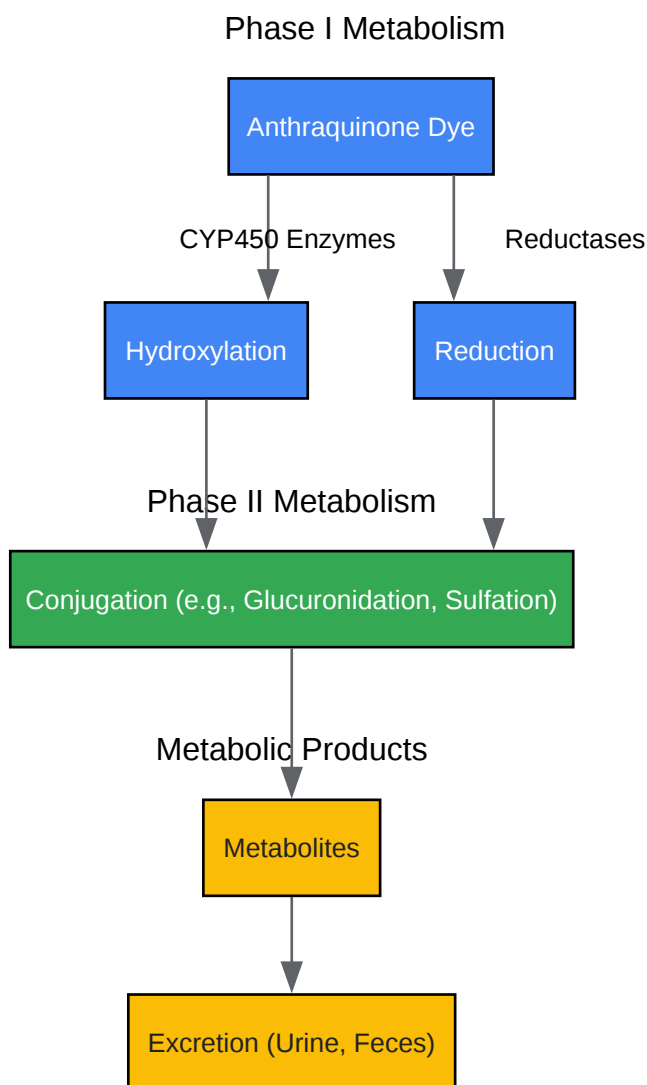 Phase I Metabolism
Anthraquinone Dye
CYP450 Enzymes
Reductases
Hydroxylation
Reduction
Phase II Metabolism
Conjugation (e.g., Glucuronidation, Sulfation)
Metabolic Products
Metabolites
Excretion (Urine, Feces)